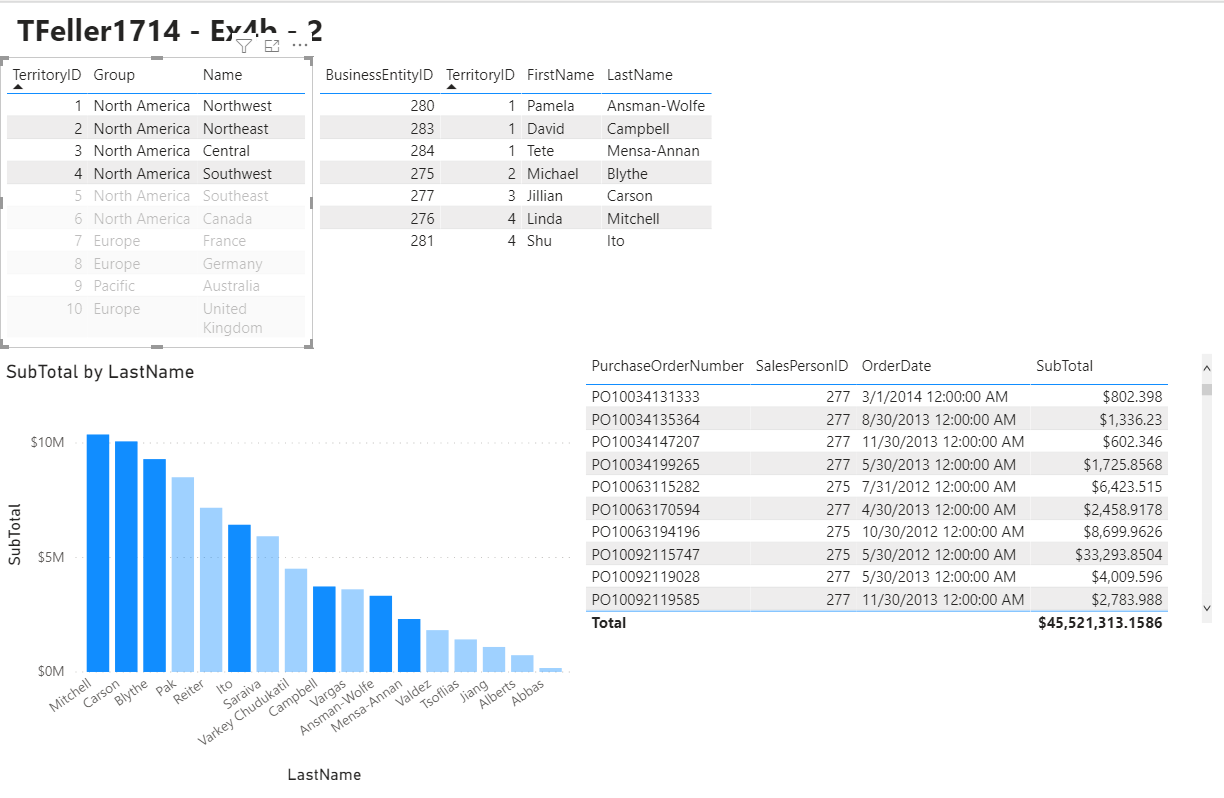 TFeller1714 - Ex4b - 2
TerritoryID Group Name
1 North America Northwest
2 North America Northeast
3 North America Central
4 North America Southwest
5 North America Southeast
6 North America Canada
7 Europe France
8 Europe Germany
9 Pacific Australia
10 Europe United
Kingdom
BusinessEntityID TerritoryID FirstName LastName
280 1 Pamela Ansman-Wolfe
283 1 David Campbell
284 1 Tete Mensa-Annan
275 2 Michael Blythe
277 3 Jillian Carson
276 4 Linda Mitchell
281 4 Shu Ito
SubTotal by LastName
$10M
$5M
$0M
SubTotal
Mitchell
Carson
Blythe
Pak
Reiter
Ito
Saraiva
Varkey Chudukatil
Campbell
Vargas
Ansman-Wolfe
Mensa-Annan
Valdez
Tsoflias
Jiang
Alberts
Abbas
LastName
PurchaseOrderNumber SalesPersonID OrderDate SubTotal
PO10034131333 277 3/1/2014 12:00:00 AM $802.398
PO10034135364 277 8/30/2013 12:00:00 AM $1,336.23
PO10034147207 277 11/30/2013 12:00:00 AM $602.346
PO10034199265 277 5/30/2013 12:00:00 AM $1,725.8568
PO10063115282 275 7/31/2012 12:00:00 AM $6,423.515
PO10063170594 277 4/30/2013 12:00:00 AM $2,458.9178
PO10063194196 275 10/30/2012 12:00:00 AM $8,699.9626
PO10092115747 275 5/30/2012 12:00:00 AM $33,293.8504
PO10092119028 277 5/30/2013 12:00:00 AM $4,009.596
PO10092119585 277 11/30/2013 12:00:00 AM $2,783.988
Total $45,521,313.1586